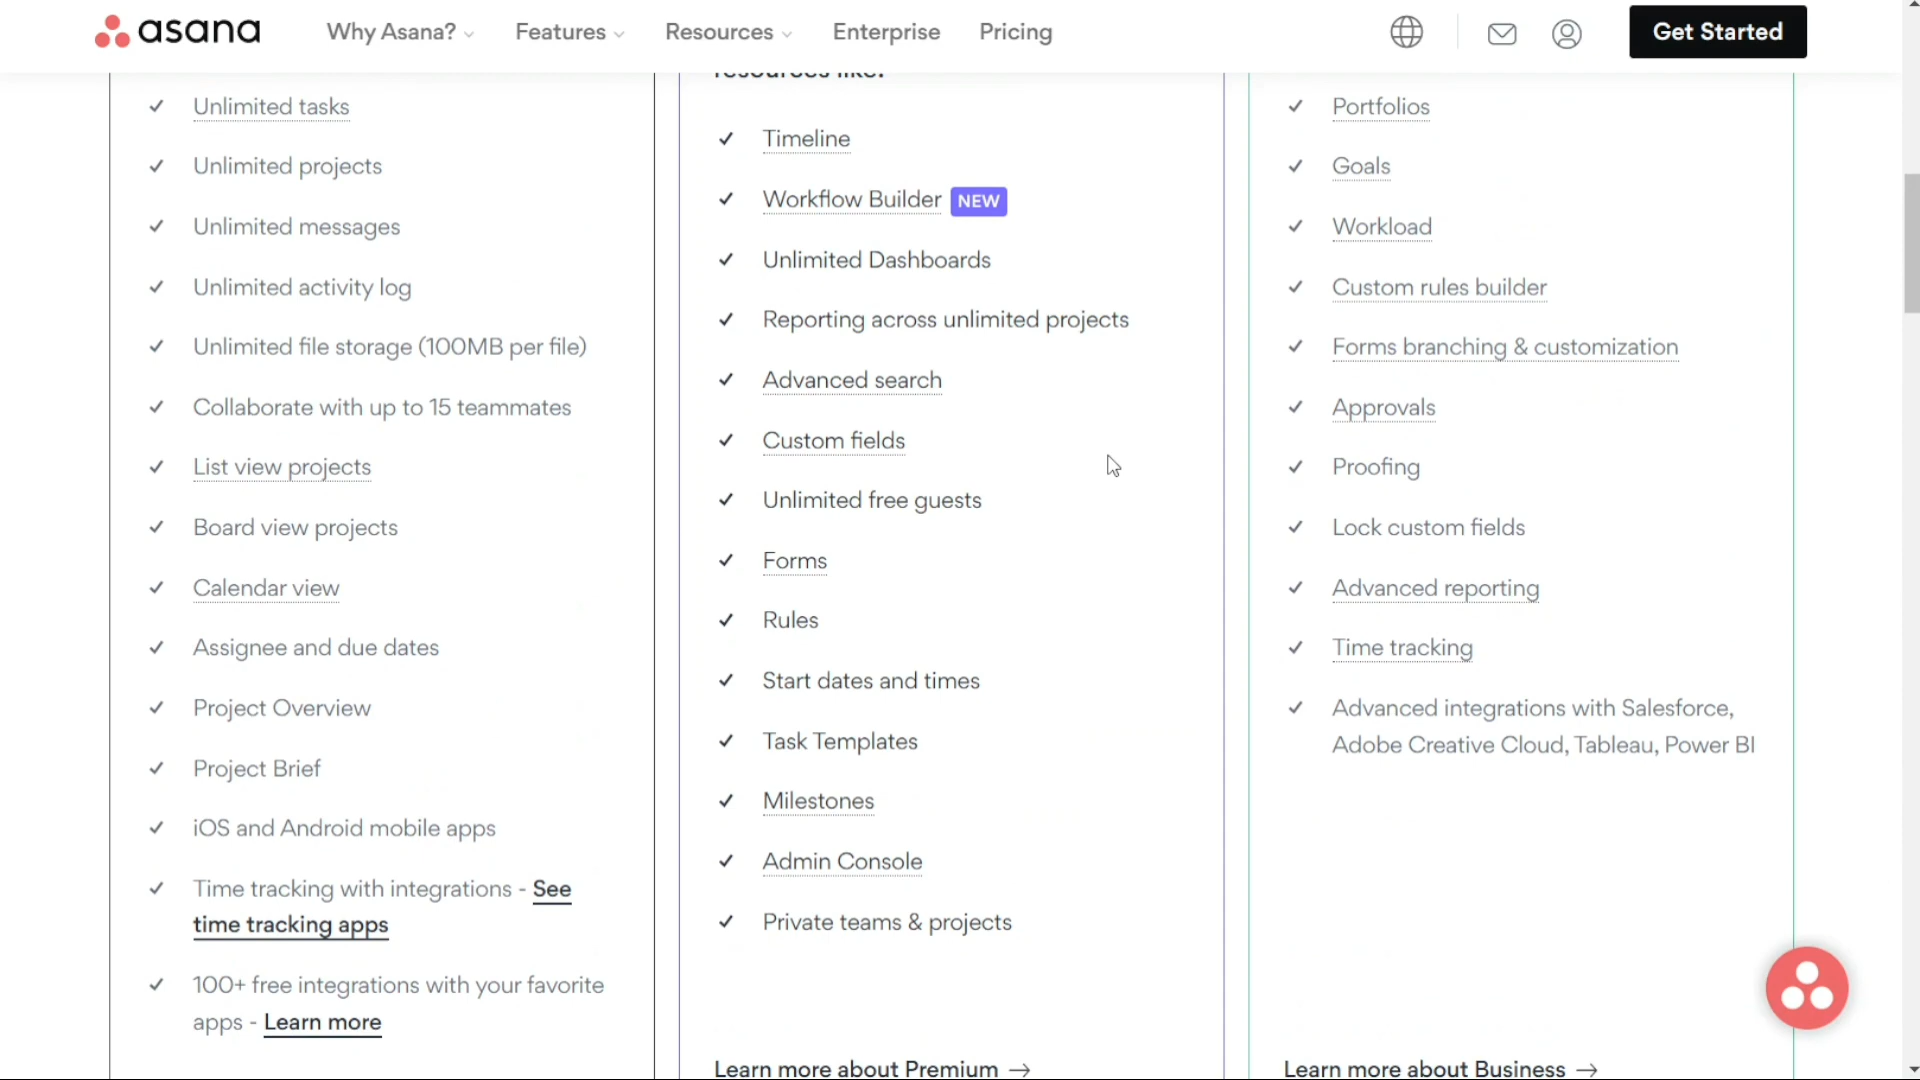 asana
Why Asana?
Features
Resources
Enterprise
Pricing
Get Started
Unlimited tasks
Unlimited projects
Unlimited messages
Unlimited activity log
Unlimited file storage (100MB per file)
Collaborate with up to 15 teammates
List view projects
Board view projects
Calendar view
Assignee and due dates
Project Overview
Project Brief
iOS and Android mobile apps
Time tracking with integrations - See
time tracking apps
100+ free integrations with your favorite
apps - Learn more
resources like:
Timeline
Workflow Builder NEW
Unlimited Dashboards
Reporting across unlimited projects
Advanced search
Custom fields
Unlimited free guests
Forms
Rules
Start dates and times
Task Templates
Milestones
Admin Console
Private teams & projects
Learn more about Premium →
Portfolios
Goals
Workload
Custom rules builder
Forms branching & customization
Approvals
Proofing
Lock custom fields
Advanced reporting
Time tracking
Advanced integrations with Salesforce,
Adobe Creative Cloud, Tableau, Power BI
Learn more about Business →